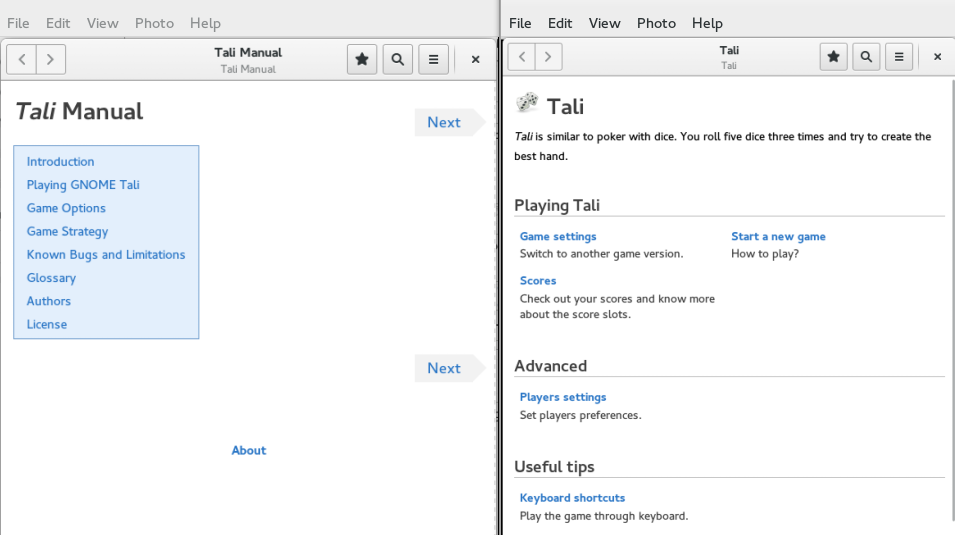 File Edit View Photo Help
Tali Manual
Tali Manual
Tali Manual
Next
Introduction
Playing GNOME Tali
Game Options
Game Strategy
Known Bugs and Limitations
Glossary
Authors
License
Next
About
File Edit View Photo Help
Tali
Tali
Tali
Tali is similar to poker with dice. You roll five dice three times and try to create the
best hand.
Playing Tali
Game settings
Switch to another game version.
Scores
Check out your scores and know more
about the score slots.
Start a new game
How to play?
Advanced
Players settings
Set players preferences.
Useful tips
Keyboard shortcuts
Play the game through keyboard.